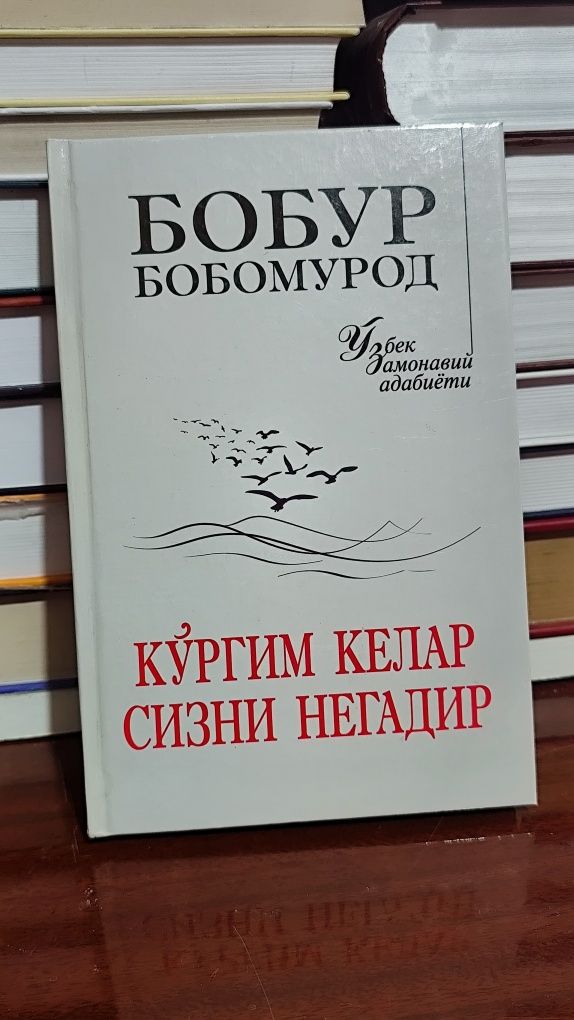 БОБУР
БОБОМУРОД
Ўзбек
Замонавий
адабиёти
КЎРГИМ КЕЛАР
СИЗНИ НЕГАДИР